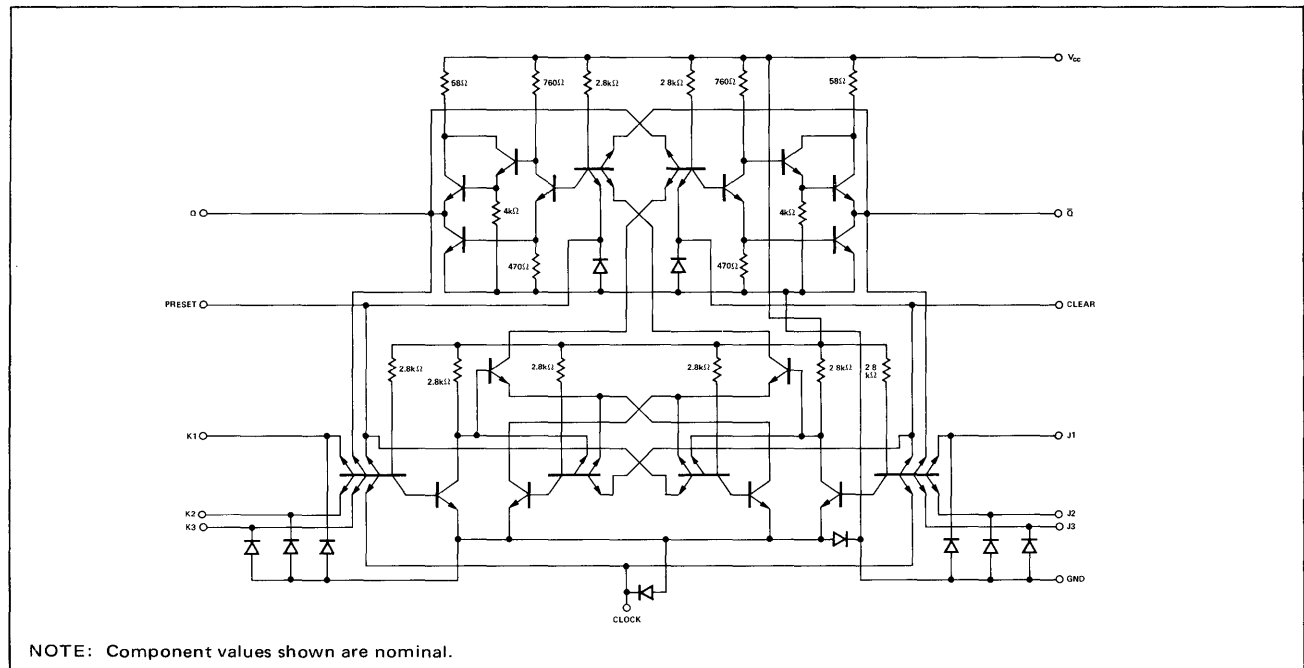 Vcc
58Ω 760Ω 2.8kΩ 2 8kΩ 760Ω 58Ω
4kΩ 4kΩ
Q Q̅
470Ω 470Ω
PRESET CLEAR
2.8kΩ 2.8kΩ 2.8kΩ 2.8kΩ 2 8kΩ 2 8 kΩ
K1 J1
K2 J2
K3 J3
GND
CLOCK
NOTE: Component values shown are nominal.